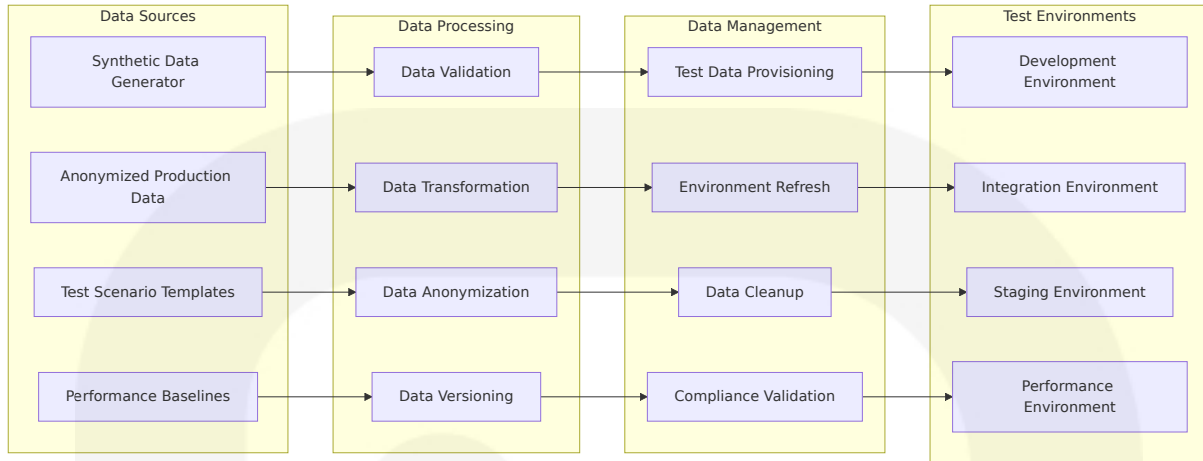 Data Sources
Synthetic Data
Generator
Anonymized Production
Data
Test Scenario Templates
Performance Baselines
Data Processing
Data Validation
Data Transformation
Data Anonymization
Data Versioning
Data Management
Test Data Provisioning
Environment Refresh
Data Cleanup
Compliance Validation
Test Environments
Development
Environment
Integration Environment
Staging Environment
Performance
Environment